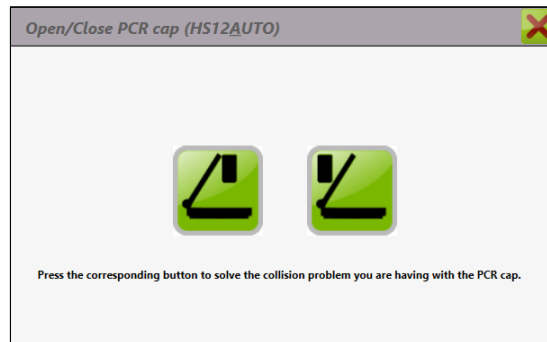 Open/Close PCR cap (HS12AUTO)
Press the corresponding button to solve the collision problem you are having with the PCR cap.